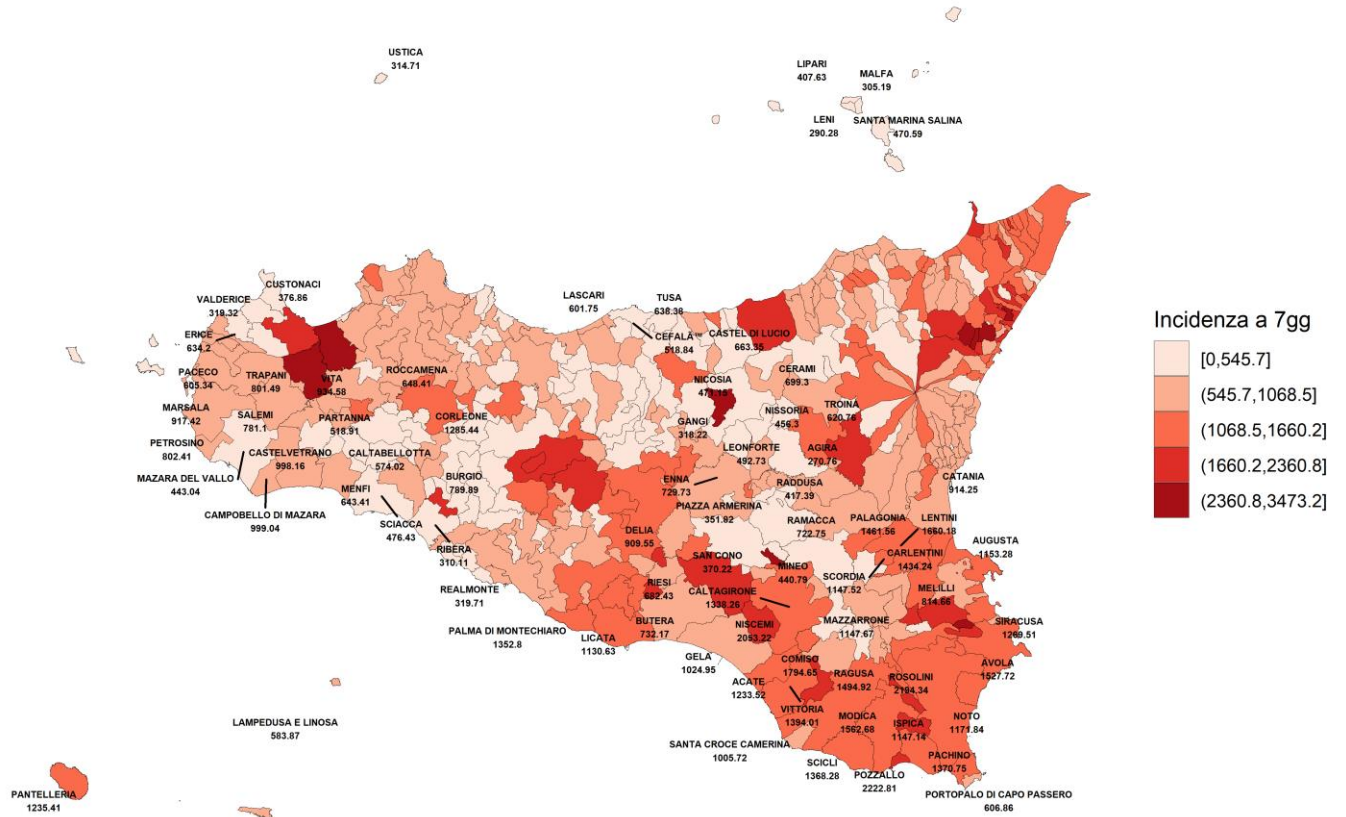 USTICA
314.71
LIPARI
407.63
MALFA
305.19
LENI
290.28
SANTA MARINA SALINA
470.59
CUSTONACI
376.86
VALDERICE
319.32
ERICE
634.2
LASCARI
601.75
TUSA
638.38
CEFALÀ
518.84
CASTEL DI LUCIO
663.35
Incidenza a 7gg
[0,545.7]
(545.7,1068.5]
(1068.5,1660.2]
(1660.2,2360.8]
(2360.8,3473.2]
PACECO
605.34
TRAPANI
801.49
VITA
934.58
ROCCAMENA
648.41
NICOSIA
CERAMI
699.3
MARSALA
917.42
SALEMI
781.1
PARTANNA
518.91
CORLEONE
1285.44
GANGI
318.22
NISSORIA
456.3
TROINA
620.76
PETROSINO
802.41
CASTELVETRANO
998.16
CALTABELLOTTA
574.02
LEONFORTE
492.73
AGIRA
270.76
MAZARA DEL VALLO
443.04
MENFI
643.41
BURGIO
789.89
ENNA
729.73
RADDUSA
417.39
CATANIA
914.25
CAMPOBELLO DI MAZARA
999.04
SCIACCA
476.43
PIAZZA ARMERINA
351.82
RIBERA
310.11
DELIA
909.55
RAMACCA
722.75
PALAGONIA
1461.56
LENTINI
1660.18
AUGUSTA
1153.28
REALMONTE
319.71
SAN CONO
370.22
MINEO
440.79
SCORDIA
1147.52
CARLENTINI
1434.24
RIESI
682.43
CALTAGIRONE
1338.26
MELILLI
814.66
PALMA DI MONTECHIARO
1352.8
LICATA
1130.63
BUTERA
732.17
NISCEMI
2093.22
MAZZARRONE
1147.67
SIRACUSA
1269.51
GELA
1024.95
COMISO
1794.65
RAGUSA
1494.92
ROSOLINI
2194.34
AVOLA
1527.72
ACATE
1233.52
VITTORIA
1394.01
MODICA
1562.68
ISPICA
1147.14
NOTO
1171.84
LAMPEDUSA E LINOSA
583.87
SANTA CROCE CAMERINA
1005.72
SCICLI
1368.28
POZZALLO
2222.81
PACHINO
1370.75
PANTELLERIA
1235.41
PORTOPALO DI CAPO PASSERO
606.86